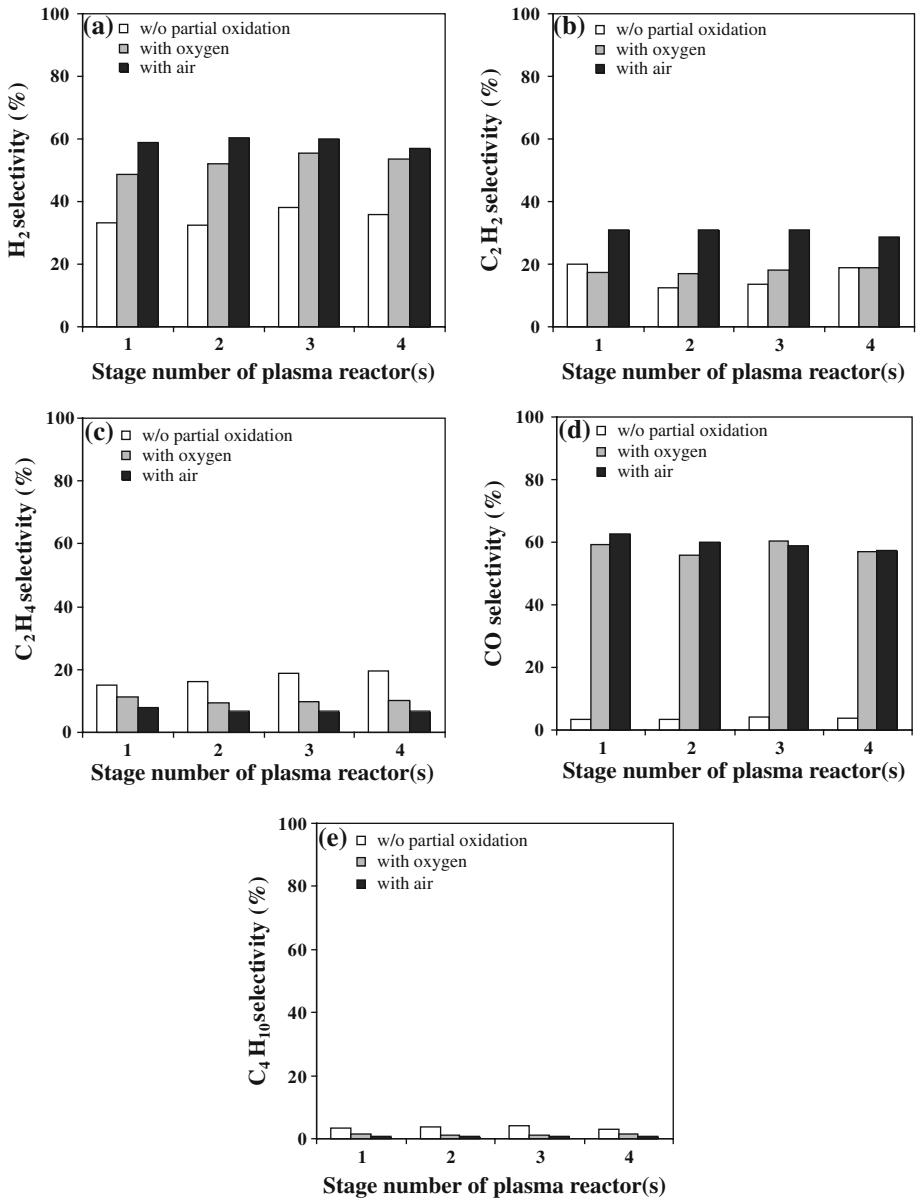 (a)
w/o partial oxidation
with oxygen
with air
H2 selectivity (%)
100
80
60
40
20
0
1 2 3 4
Stage number of plasma reactor(s)
(b)
w/o partial oxidation
with oxygen
with air
C2H2 selectivity (%)
100
80
60
40
20
0
1 2 3 4
Stage number of plasma reactor(s)
(c)
w/o partial oxidation
with oxygen
with air
C2H4 selectivity (%)
100
80
60
40
20
0
1 2 3 4
Stage number of plasma reactor(s)
(d)
w/o partial oxidation
with oxygen
with air
CO selectivity (%)
100
80
60
40
20
0
1 2 3 4
Stage number of plasma reactor(s)
(e)
w/o partial oxidation
with oxygen
with air
C4H10 selectivity (%)
100
80
60
40
20
0
1 2 3 4
Stage number of plasma reactor(s)